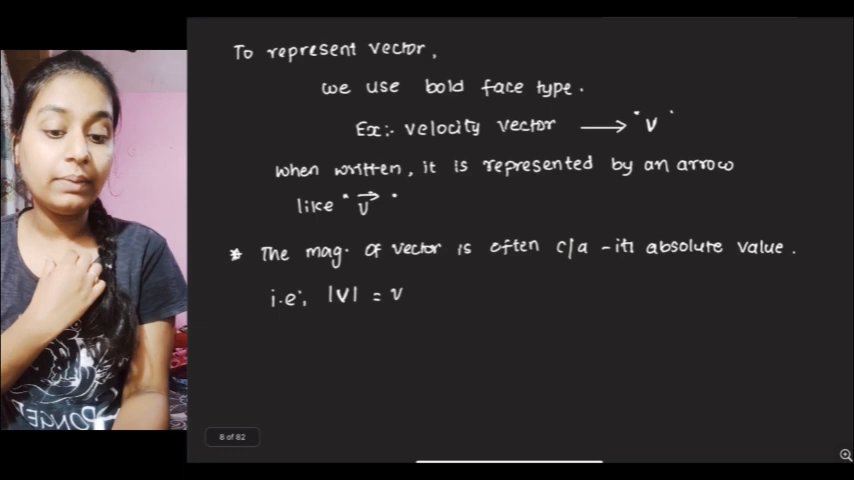 To represent vector,
we use bold face type.
Ex:- velocity vector ⟶ "v"
when written, it is represented by an arrow
like "v⃗"
* The mag. of vector is often c/a its absolute value.
i.e:, |v| = v
8 of 82